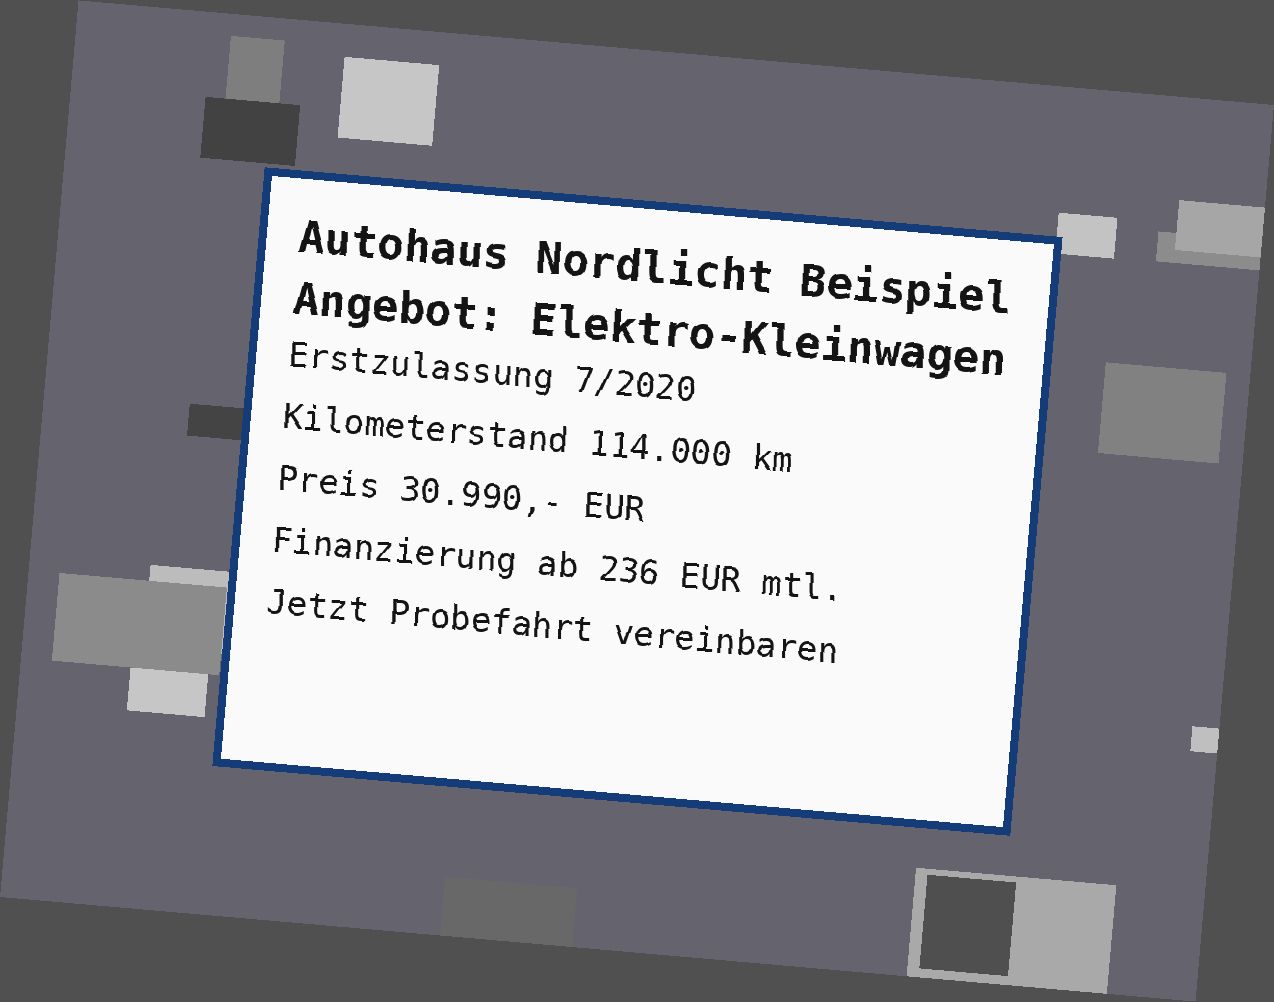 Autohaus Nordlicht Beispiel
Angebot: Elektro-Kleinwagen
Erstzulassung 7/2020
Kilometerstand 114.000 km
Preis 30.990,- EUR
Finanzierung ab 236 EUR mtl.
Jetzt Probefahrt vereinbaren